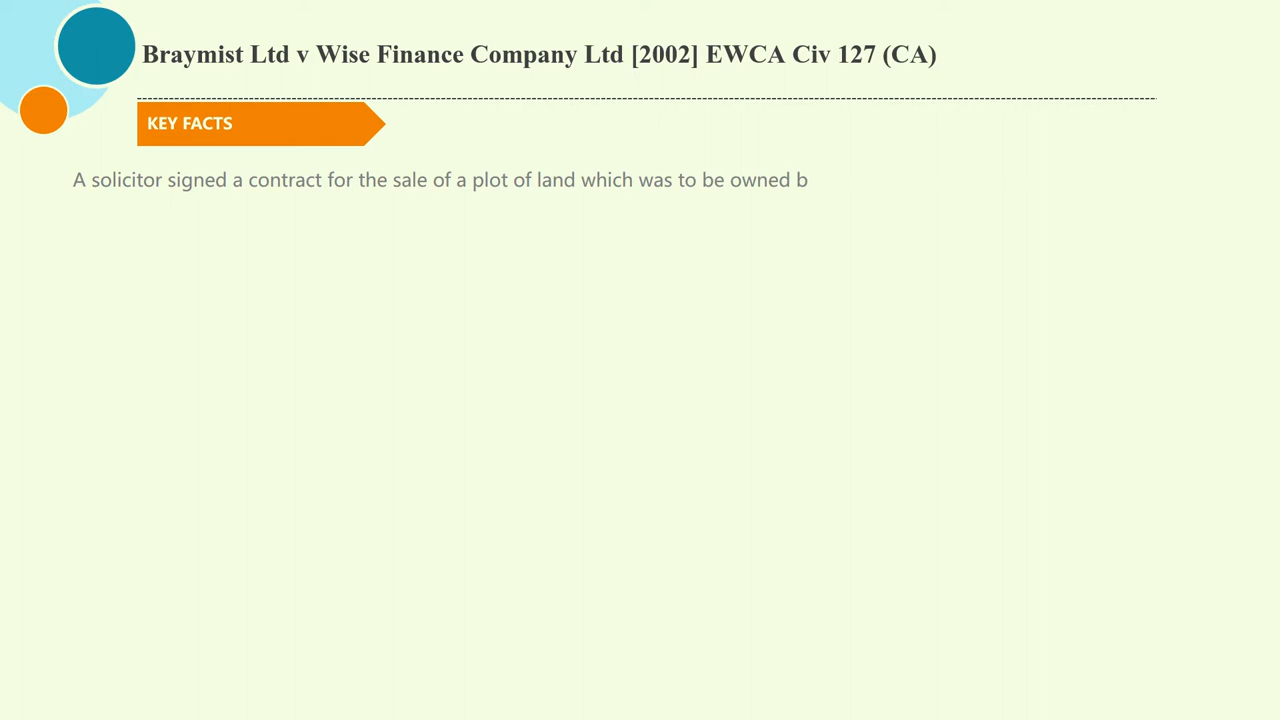 Braymist Ltd v Wise Finance Company Ltd [2002] EWCA Civ 127 (CA)
KEY FACTS
A solicitor signed a contract for the sale of a plot of land which was to be owned b